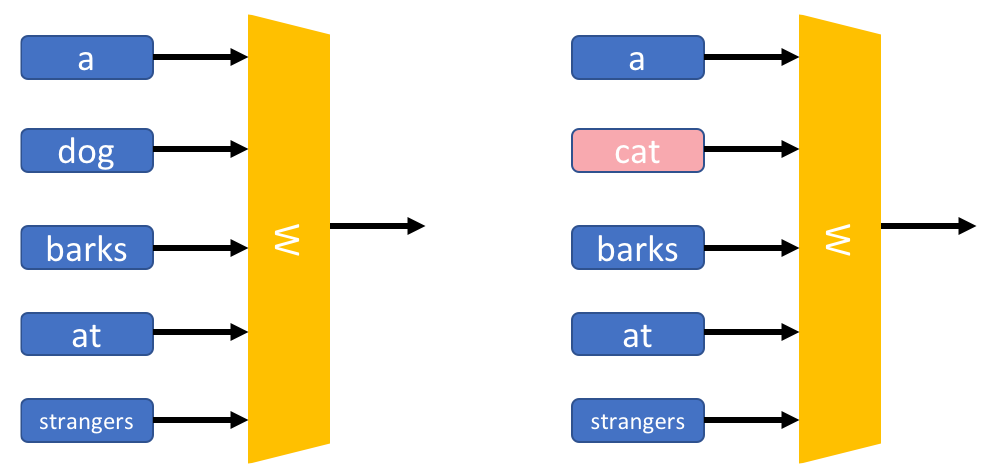 a
dog
barks
at
strangers
W
a
cat
barks
at
strangers
W